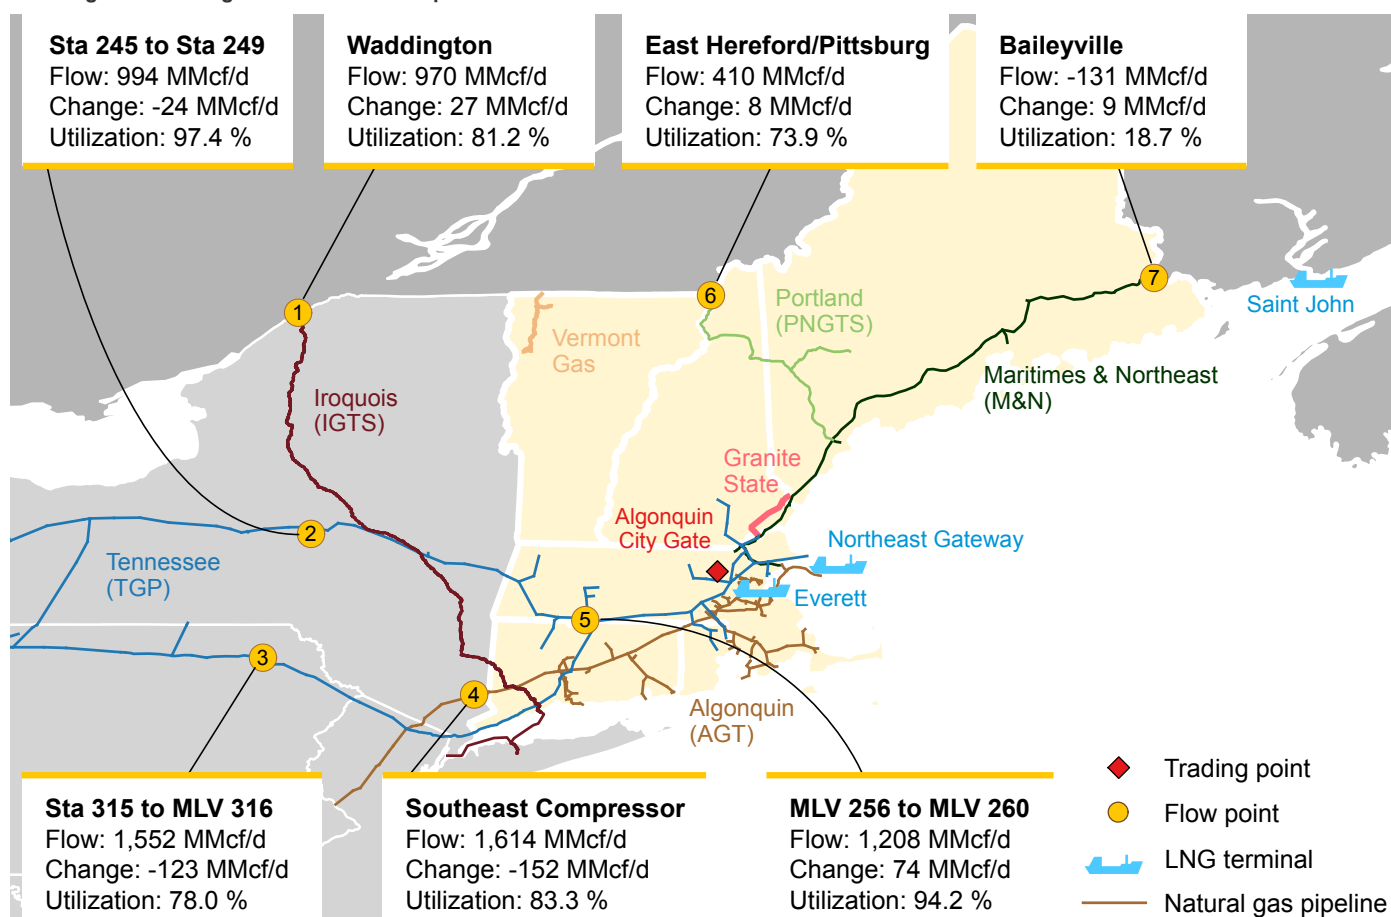 Sta 245 to Sta 249
Flow: 994 MMcf/d
Change: -24 MMcf/d
Utilization: 97.4 %
Waddington
Flow: 970 MMcf/d
Change: 27 MMcf/d
Utilization: 81.2 %
East Hereford/Pittsburg
Flow: 410 MMcf/d
Change: 8 MMcf/d
Utilization: 73.9 %
Baileyville
Flow: -131 MMcf/d
Change: 9 MMcf/d
Utilization: 18.7 %
1
6
7
Portland
(PNGTS)
Saint John
Vermont
Gas
Maritimes & Northeast
(M&N)
Iroquois
(IGTS)
Granite
State
Algonquin
City Gate
2
Northeast Gateway
Tennessee
(TGP)
Everett
5
3
4
Algonquin
(AGT)
Sta 315 to MLV 316
Flow: 1,552 MMcf/d
Change: -123 MMcf/d
Utilization: 78.0 %
Southeast Compressor
Flow: 1,614 MMcf/d
Change: -152 MMcf/d
Utilization: 83.3 %
MLV 256 to MLV 260
Flow: 1,208 MMcf/d
Change: 74 MMcf/d
Utilization: 94.2 %
Trading point
Flow point
LNG terminal
Natural gas pipeline